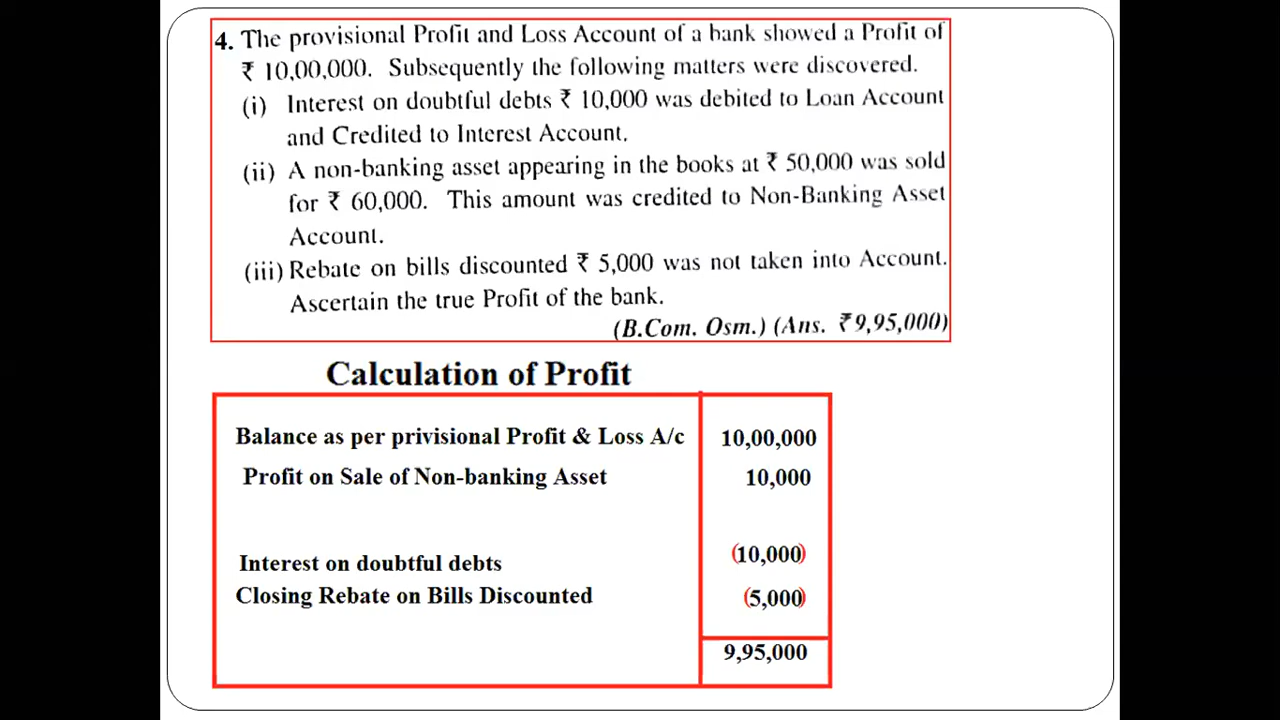 4. The provisional Profit and Loss Account of a bank showed a Profit of
₹ 10,00,000. Subsequently the following matters were discovered.
(i) Interest on doubtful debts ₹ 10,000 was debited to Loan Account
and Credited to Interest Account.
(ii) A non-banking asset appearing in the books at ₹ 50,000 was sold
for ₹ 60,000. This amount was credited to Non-Banking Asset
Account.
(iii) Rebate on bills discounted ₹ 5,000 was not taken into Account.
Ascertain the true Profit of the bank.
(B.Com. Osm.) (Ans. ₹9,95,000)
Calculation of Profit
Balance as per privisional Profit & Loss A/c 10,00,000
Profit on Sale of Non-banking Asset 10,000
Interest on doubtful debts (10,000)
Closing Rebate on Bills Discounted (5,000)
9,95,000